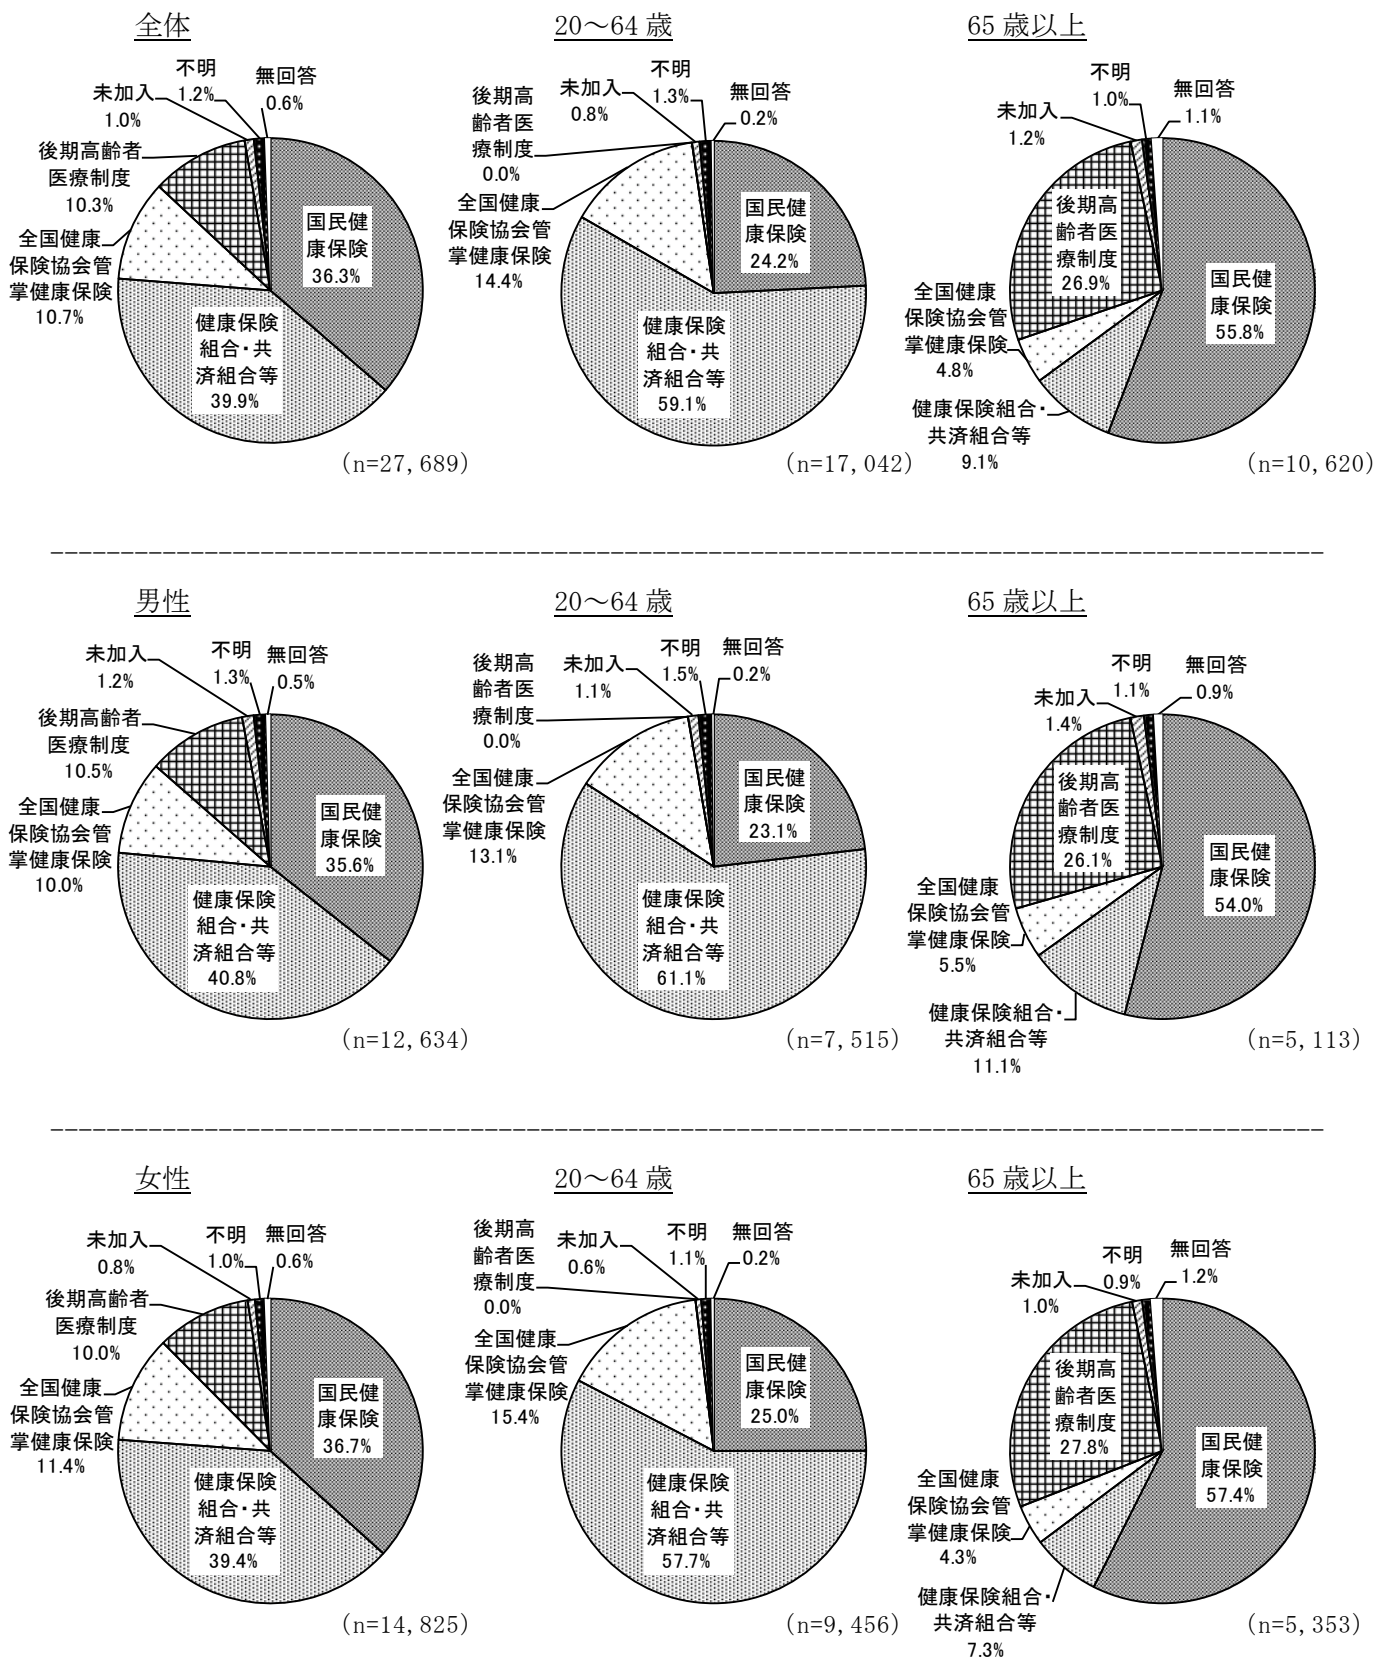 全体
不明
1.2%
無回答
0.6%
未加入
1.0%
後期高齢者
医療制度
10.3%
全国健康
保険協会管
掌健康保険
10.7%
国民健
康保険
36.3%
健康保険
組合・共
済組合等
39.9%
(n=27,689)
20～64 歳
後期高
齢者医
療制度
0.0%
未加入
0.8%
不明
1.3%
無回答
0.2%
全国健康
保険協会管
掌健康保険
14.4%
国民健
康保険
24.2%
健康保険
組合・共
済組合等
59.1%
(n=17,042)
65 歳以上
不明
1.0%
無回答
1.1%
未加入
1.2%
後期高
齢者医
療制度
26.9%
全国健康
保険協会管
掌健康保険
4.8%
国民健
康保険
55.8%
健康保険組合・
共済組合等
9.1%
(n=10,620)
男性
未加入
1.2%
不明
1.3%
無回答
0.5%
後期高齢者
医療制度
10.5%
全国健康
保険協会管
掌健康保険
10.0%
国民健
康保険
35.6%
健康保険
組合・共
済組合等
40.8%
(n=12,634)
20～64 歳
後期高
齢者医
療制度
0.0%
未加入
1.1%
不明
1.5%
無回答
0.2%
全国健康
保険協会管
掌健康保険
13.1%
国民健
康保険
23.1%
健康保険
組合・共
済組合等
61.1%
(n=7,515)
65 歳以上
不明
1.1%
無回答
0.9%
未加入
1.4%
後期高
齢者医
療制度
26.1%
全国健康
保険協会管
掌健康保険
5.5%
国民健
康保険
54.0%
健康保険組合・
共済組合等
11.1%
(n=5,113)
女性
未加入
0.8%
不明
1.0%
無回答
0.6%
後期高齢者
医療制度
10.0%
全国健康
保険協会管
掌健康保険
11.4%
国民健
康保険
36.7%
健康保険
組合・共
済組合等
39.4%
(n=14,825)
20～64 歳
後期高
齢者医
療制度
0.0%
未加入
0.6%
不明
1.1%
無回答
0.2%
全国健康
保険協会管
掌健康保険
15.4%
国民健
康保険
25.0%
健康保険
組合・共
済組合等
57.7%
(n=9,456)
65 歳以上
不明
0.9%
無回答
1.2%
未加入
1.0%
後期高
齢者医
療制度
27.8%
全国健康
保険協会管
掌健康保険
4.3%
国民健
康保険
57.4%
健康保険組合・
共済組合等
7.3%
(n=5,353)